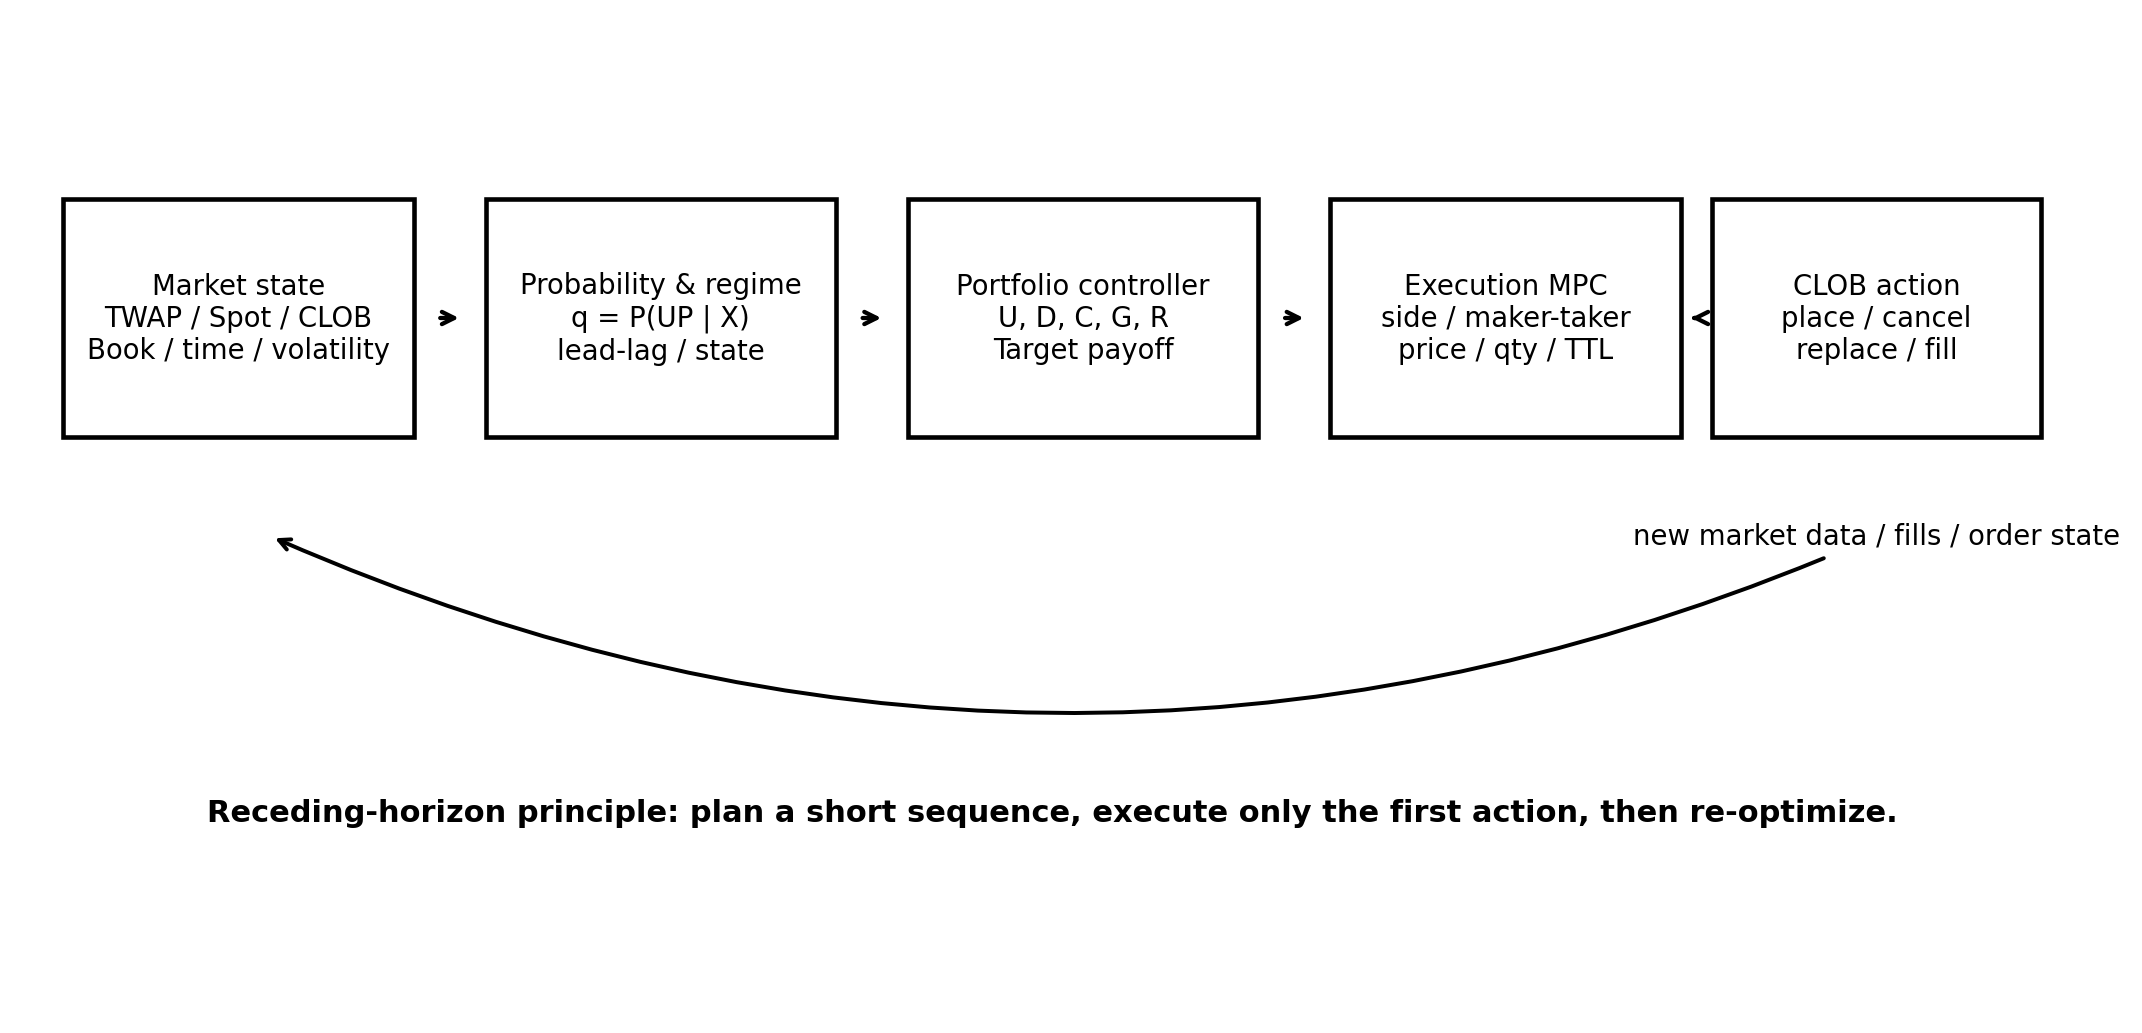 Market state
TWAP / Spot / CLOB
Book / time / volatility
Probability & regime
q = P(UP | X)
lead-lag / state
Portfolio controller
U, D, C, G, R
Target payoff
Execution MPC
side / maker-taker
price / qty / TTL
CLOB action
place / cancel
replace / fill
new market data / fills / order state
Receding-horizon principle: plan a short sequence, execute only the first action, then re-optimize.